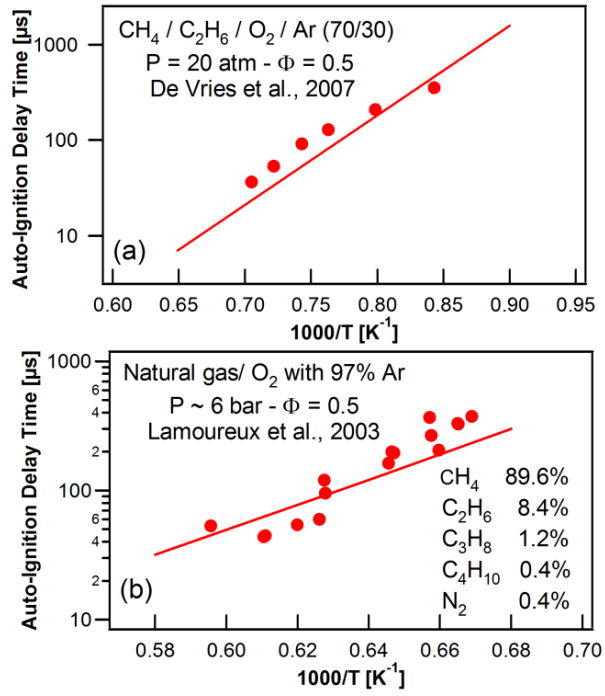 CH4 / C2H6 / O2 / Ar (70/30)
P = 20 atm - Φ = 0.5
De Vries et al., 2007
Auto-Ignition Delay Time [µs]
1000
100
10
(a)
0.60 0.65 0.70 0.75 0.80 0.85 0.90 0.95
1000/T [K-1]
Natural gas/ O2 with 97% Ar
P ~ 6 bar - Φ = 0.5
Lamoureux et al., 2003
CH4 89.6%
C2H6 8.4%
C3H8 1.2%
C4H10 0.4%
N2 0.4%
Auto-Ignition Delay Time [µs]
1000
6
4
2
100
6
4
2
10
(b)
0.58 0.60 0.62 0.64 0.66 0.68 0.70
1000/T [K-1]